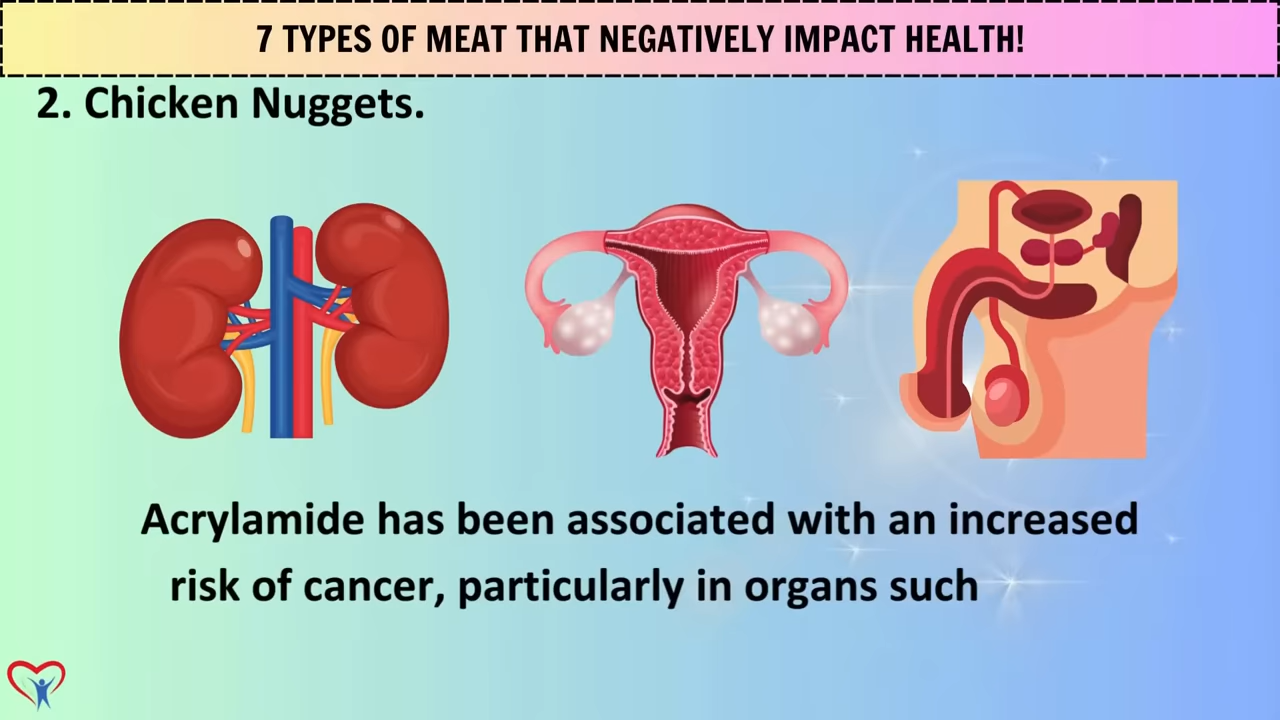 7 TYPES OF MEAT THAT NEGATIVELY IMPACT HEALTH!
2. Chicken Nuggets.
Acrylamide has been associated with an increased
risk of cancer, particularly in organs such